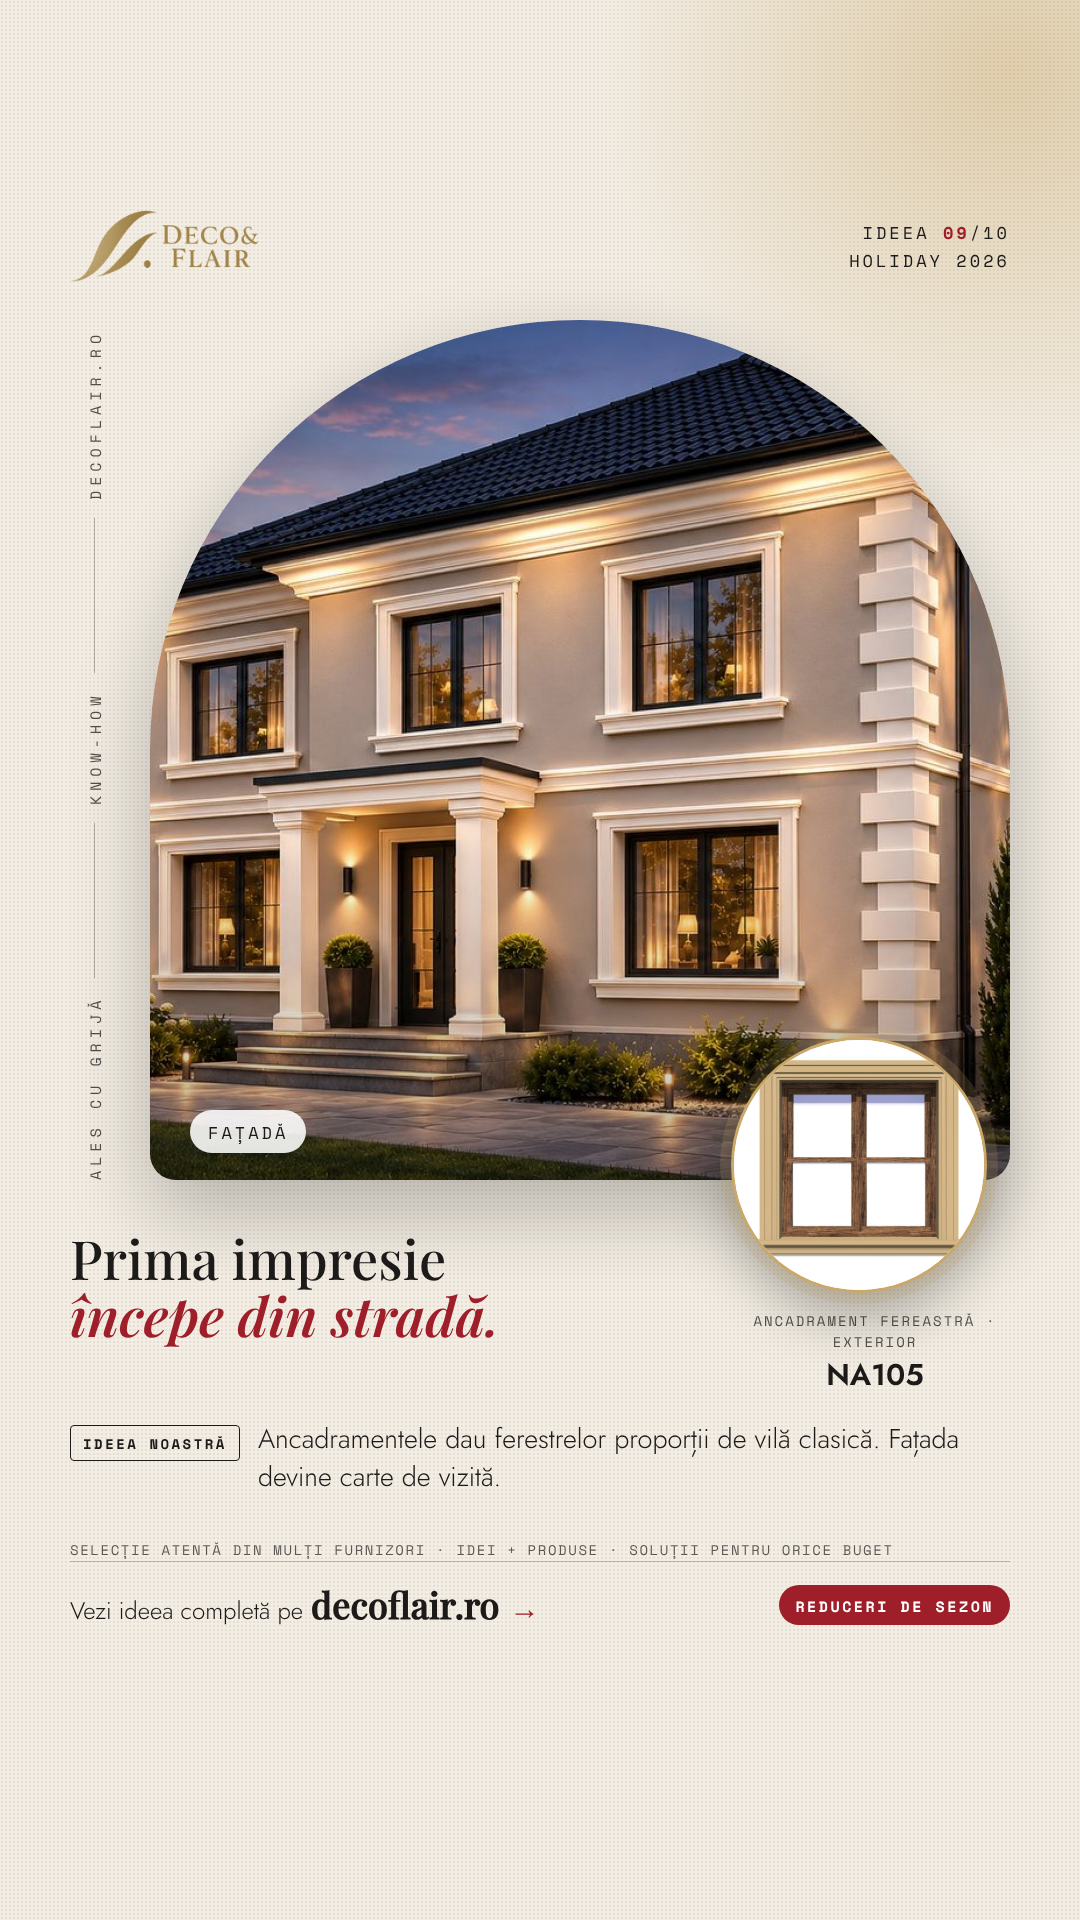 DECO&
FLAIR
IDEEA 09/10
HOLIDAY 2026
DECOFLAIR.RO
KNOW-HOW
ALES CU GRIJĂ
FAȚADĂ
Prima impresie
începe din stradă.
ANCADRAMENT FEREASTRĂ ·
EXTERIOR
NA105
IDEEA NOASTRĂ
Ancadramentele dau ferestrelor proporții de vilă clasică. Fațada
devine carte de vizită.
SELECȚIE ATENTĂ DIN MULȚI FURNIZORI · IDEI + PRODUSE · SOLUȚII PENTRU ORICE BUGET
Vezi ideea completă pe decoflair.ro →
REDUCERI DE SEZON